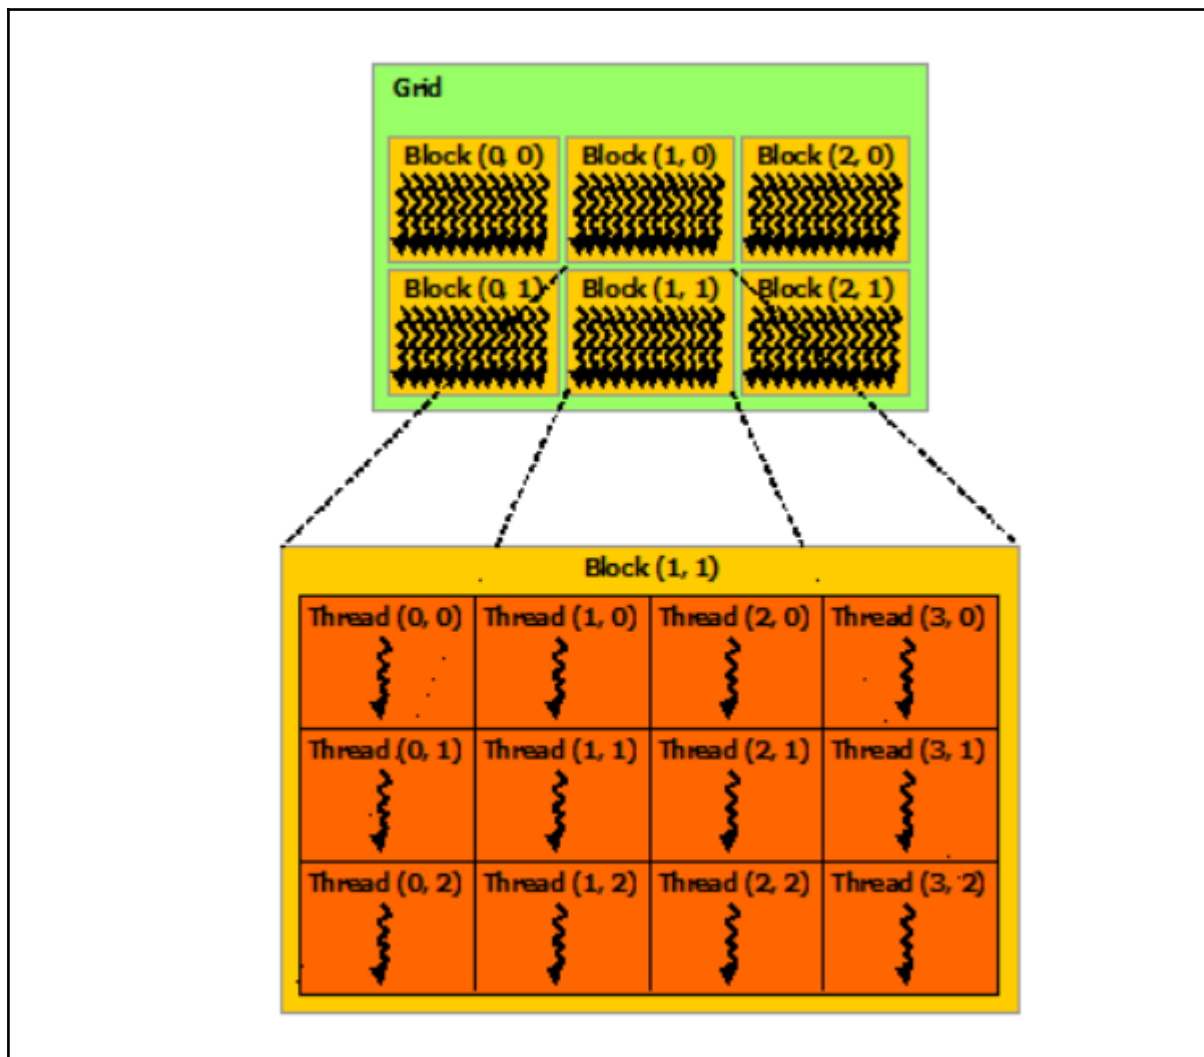 Grid
Block (0, 0) Block (1, 0) Block (2, 0)
Block (0, 1) Block (1, 1) Block (2, 1)
Block (1, 1)
Thread (0, 0) Thread (1, 0) Thread (2, 0) Thread (3, 0)
Thread (0, 1) Thread (1, 1) Thread (2, 1) Thread (3, 1)
Thread (0, 2) Thread (1, 2) Thread (2, 2) Thread (3, 2)